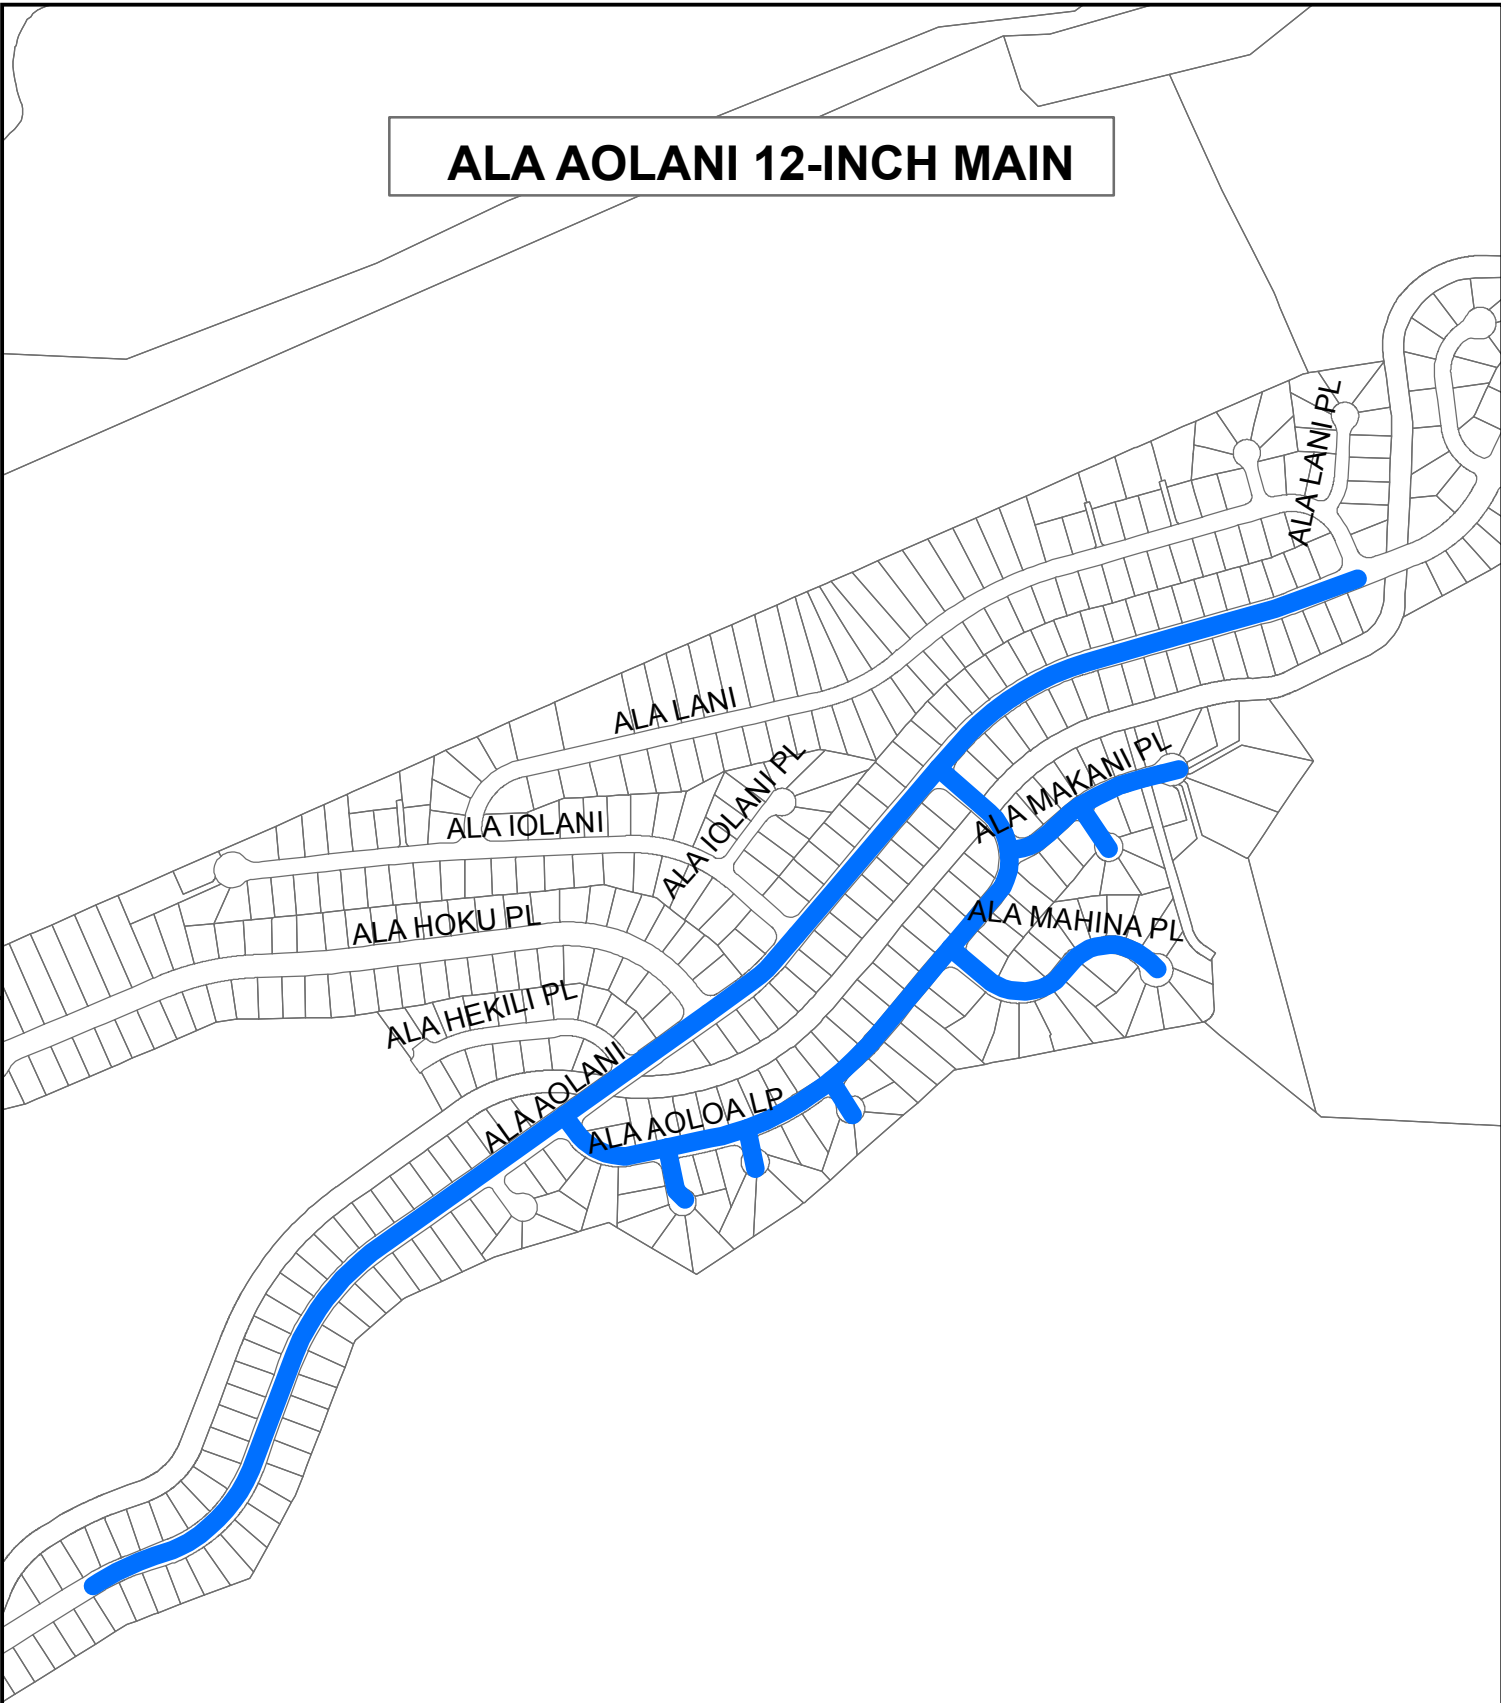 ALA AOLANI 12-INCH MAIN
ALA LANI PL
ALA LANI
ALA IOLANI PL
ALA MAKANI PL
ALA IOLANI
ALA HOKU PL
ALA MAHINA PL
ALA HEKILI PL
ALA AOLANI
ALA AOLOA LP